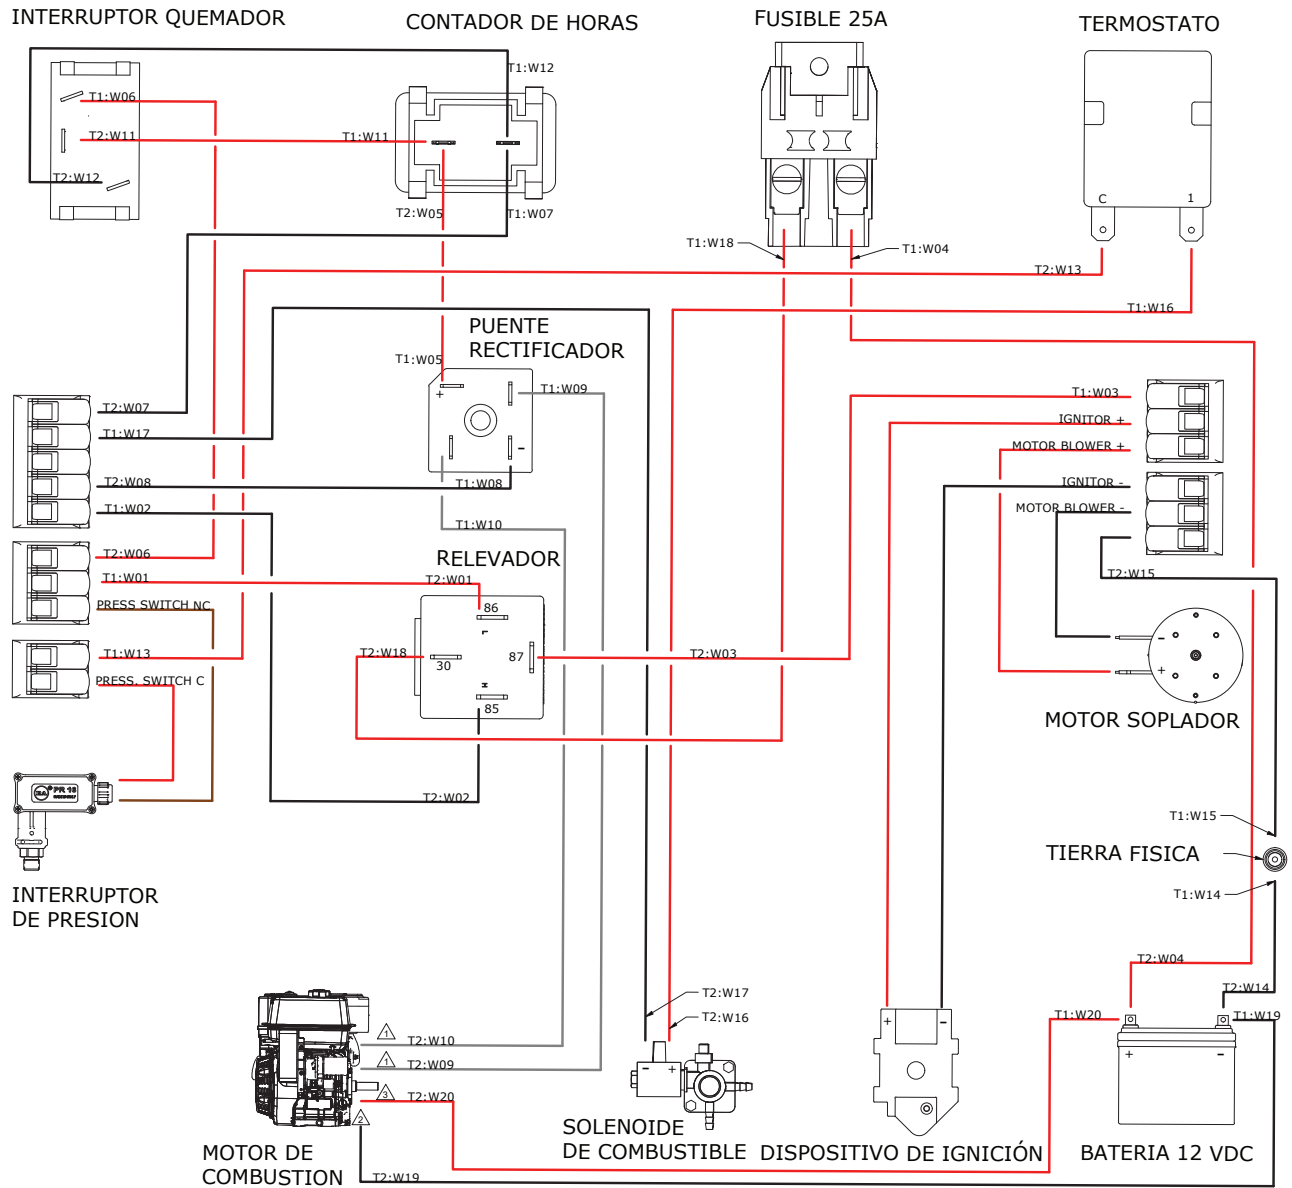 INTERRUPTOR QUEMADOR
CONTADOR DE HORAS
FUSIBLE 25A
TERMOSTATO
T1:W12
T1:W06
T2:W11
T1:W11
T2:W12
T2:W05
T1:W07
C
1
T1:W18
T1:W04
T2:W13
T1:W16
PUENTE
RECTIFICADOR
T1:W05
+
T1:W09
-
T1:W08
T1:W10
T2:W07
T1:W17
T2:W08
T1:W02
T2:W06
T1:W01
PRESS SWITCH NC
T1:W13
PRESS. SWITCH C
T1:W03
IGNITOR +
MOTOR BLOWER +
IGNITOR -
MOTOR BLOWER -
T2:W15
RELEVADOR
T2:W01
86
T2:W18
30
87
T2:W03
85
T2:W02
-
+
MOTOR SOPLADOR
PR 16
INTERRUPTOR
DE PRESION
T1:W15
TIERRA FISICA
T1:W14
T2:W04
T2:W14
T1:W20
T1:W19
+
-
BATERIA 12 VDC
T2:W17
T2:W16
- +
SOLENOIDE
DE COMBUSTIBLE
+ -
DISPOSITIVO DE IGNICIÓN
1
T2:W10
1
T2:W09
3
T2:W20
2
T2:W19
MOTOR DE
COMBUSTION